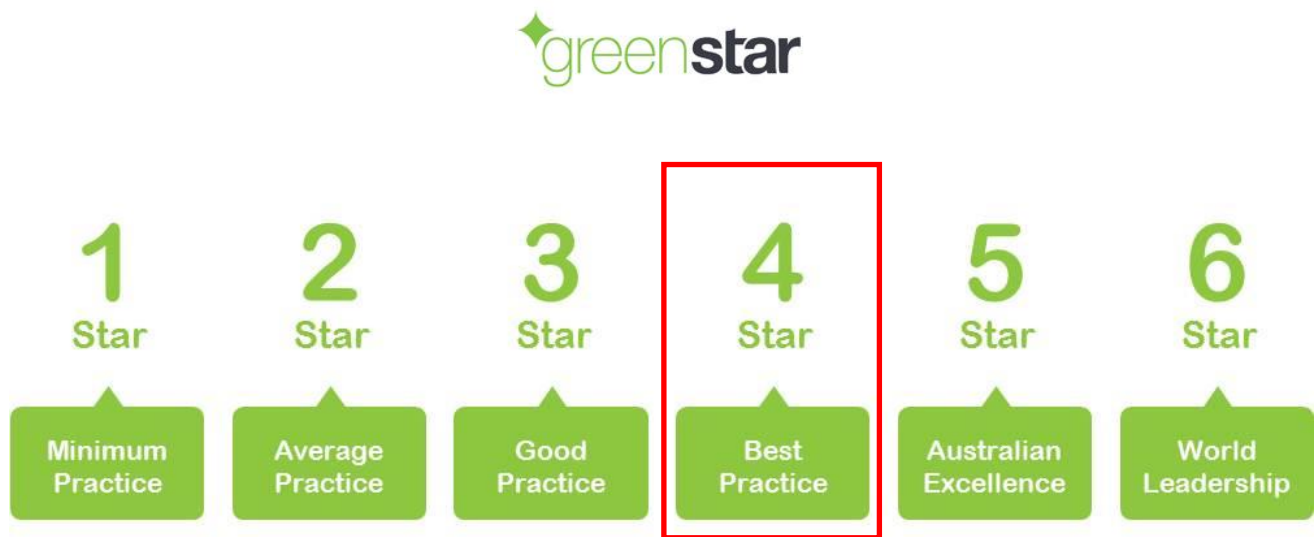 greenstar
1 2 3 4 5 6
Star Star Star Star Star Star
Minimum Practice
Average Practice
Good Practice
Best Practice
Australian Excellence
World Leadership